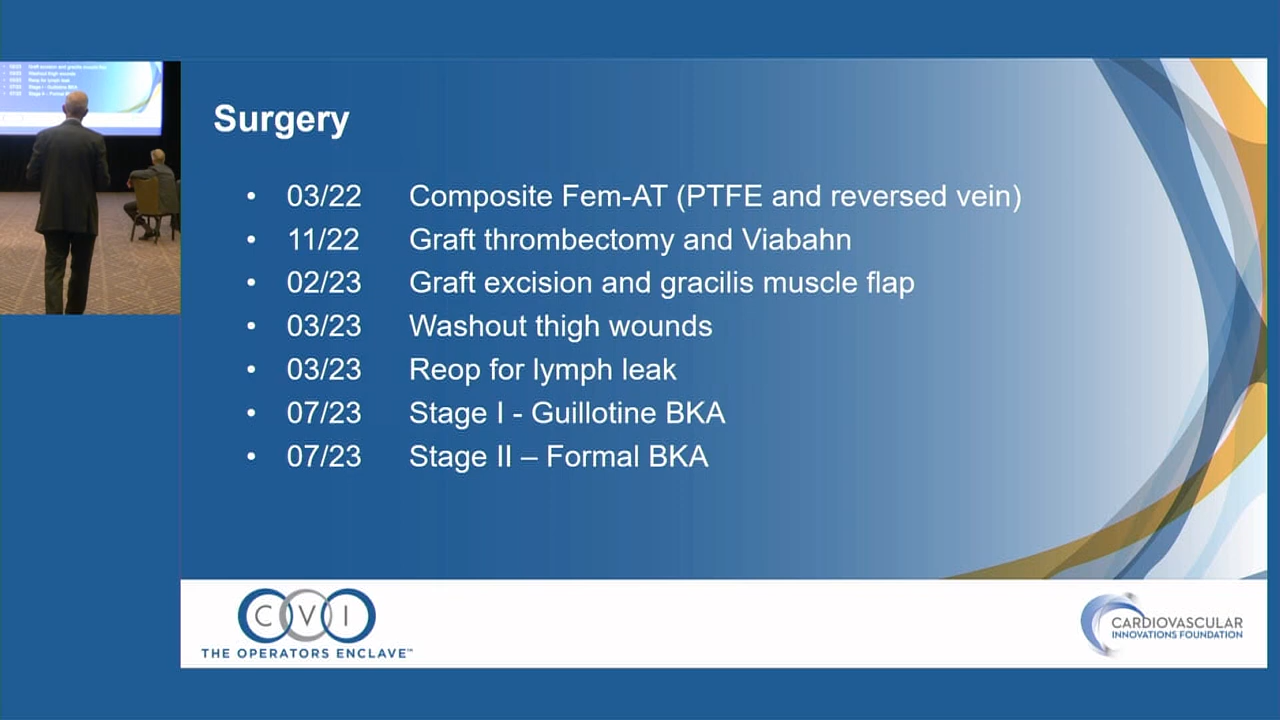 Surgery
• 03/22 Composite Fem-AT (PTFE and reversed vein)
• 11/22 Graft thrombectomy and Viabahn
• 02/23 Graft excision and gracilis muscle flap
• 03/23 Washout thigh wounds
• 03/23 Reop for lymph leak
• 07/23 Stage I - Guillotine BKA
• 07/23 Stage II – Formal BKA
CVI
THE OPERATORS ENCLAVE™
CARDIOVASCULAR
INNOVATIONS FOUNDATION